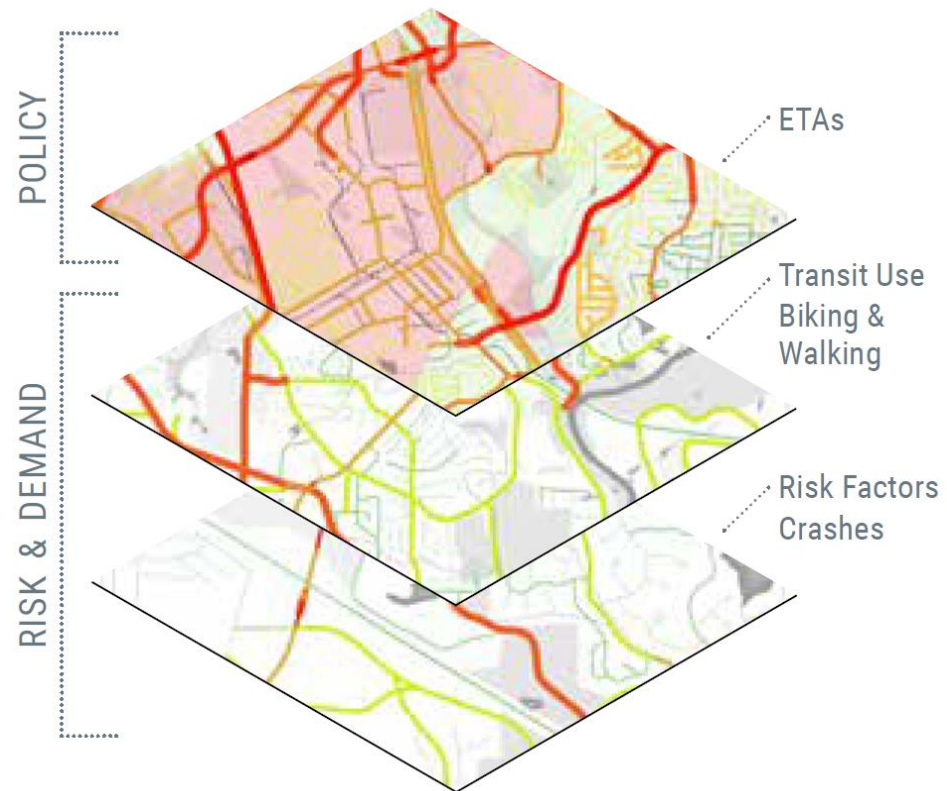 POLICY
ETAs
Transit Use
Biking &
Walking
RISK & DEMAND
Risk Factors
Crashes